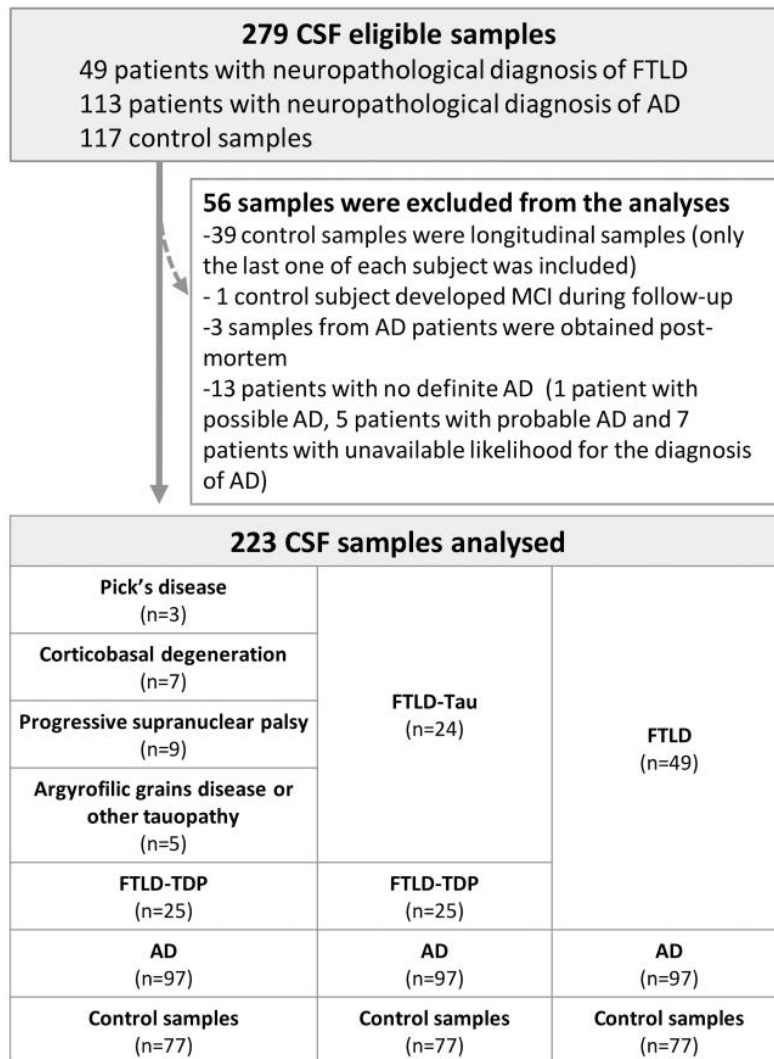 279 CSF eligible samples
49 patients with neuropathological diagnosis of FTLD
113 patients with neuropathological diagnosis of AD
117 control samples
56 samples were excluded from the analyses
-39 control samples were longitudinal samples (only
the last one of each subject was included)
- 1 control subject developed MCI during follow-up
-3 samples from AD patients were obtained post-
mortem
-13 patients with no definite AD (1 patient with
possible AD, 5 patients with probable AD and 7
patients with unavailable likelihood for the diagnosis
of AD)
223 CSF samples analysed
Pick's disease
(n=3)
Corticobasal degeneration
(n=7)
Progressive supranuclear palsy
(n=9)
Argyrofilic grains disease or
other tauopathy
(n=5)
FTLD-Tau
(n=24)
FTLD
(n=49)
FTLD-TDP
(n=25)
FTLD-TDP
(n=25)
AD
(n=97)
AD
(n=97)
AD
(n=97)
Control samples
(n=77)
Control samples
(n=77)
Control samples
(n=77)